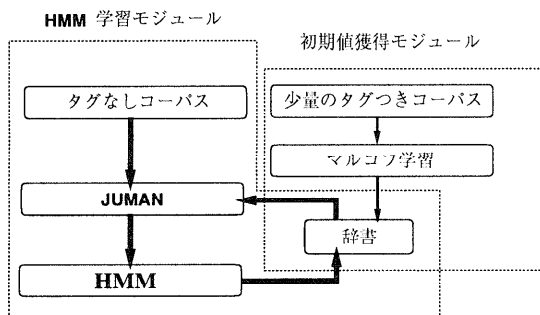 HMM 学習モジュール
初期値獲得モジュール
タグなしコーパス
少量のタグつきコーパス
マルコフ学習
JUMAN
辞書
HMM